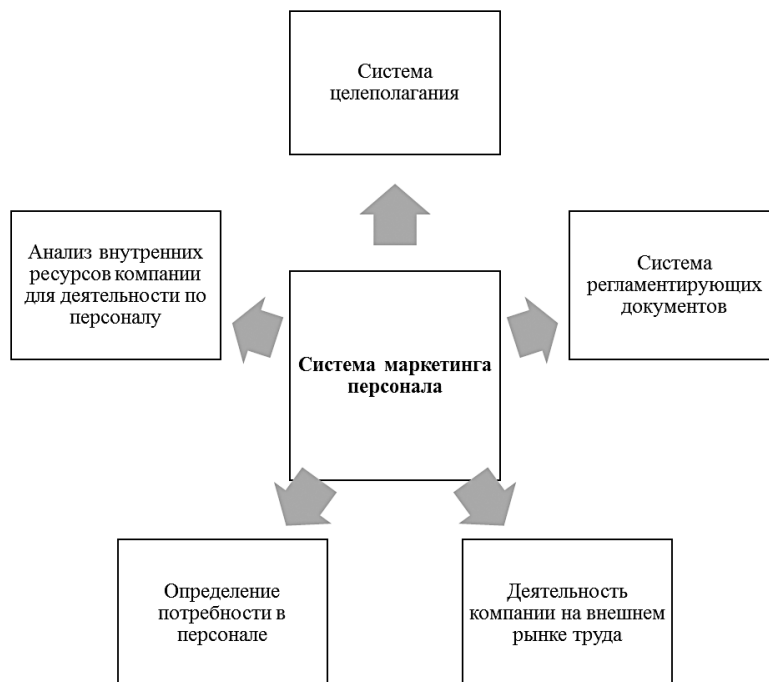 Система
целеполагания
Анализ внутренних
ресурсов компании
для деятельности по
персоналу
Система
регламентирующих
документов
Система маркетинга
персонала
Определение
потребности в
персонале
Деятельность
компании на внешнем
рынке труда